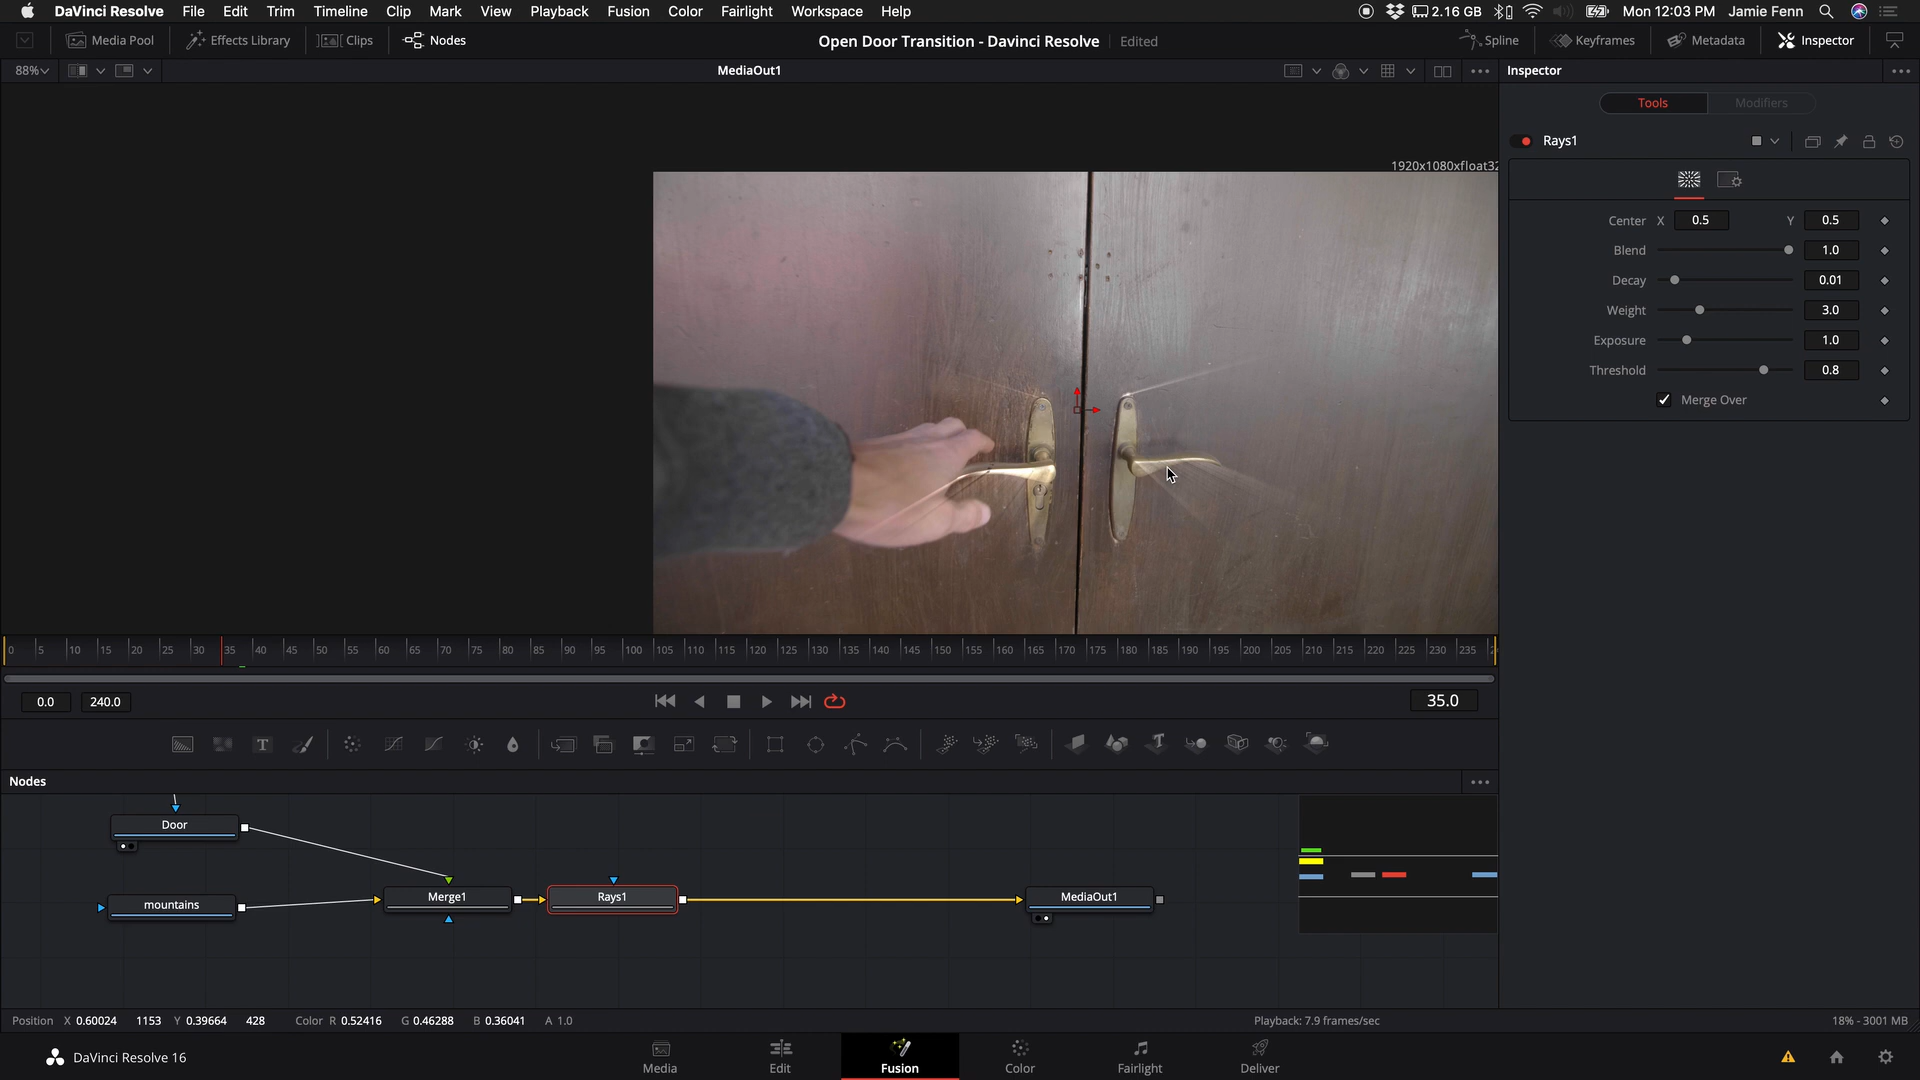 DaVinci Resolve File Edit Trim Timeline Clip Mark View Playback Fusion Color Fairlight Workspace Help 2.16 GB Mon 12:03 PM Jamie Fenn
Media Pool Effects Library Clips Nodes Open Door Transition - Davinci Resolve Edited Spline Keyframes Metadata Inspector
88% MediaOut1 Inspector
Tools Modifiers
Rays1
1920x1080xfloat32
Center X 0.5 Y 0.5
Blend 1.0
Decay 0.01
Weight 3.0
Exposure 1.0
Threshold 0.8
Merge Over
0 5 10 15 20 25 30 35 40 45 50 55 60 65 70 75 80 85 90 95 100 105 110 115 120 125 130 135 140 145 150 155 160 165 170 175 180 185 190 195 200 205 210 215 220 225 230 235
0.0 240.0 35.0
Nodes
Door
mountains Merge1 Rays1 MediaOut1
Position X 0.60024 1153 Y 0.39664 428 Color R 0.52416 G 0.46288 B 0.36041 A 1.0 Playback: 7.9 frames/sec 18% - 3001 MB
DaVinci Resolve 16 Media Edit Fusion Color Fairlight Deliver